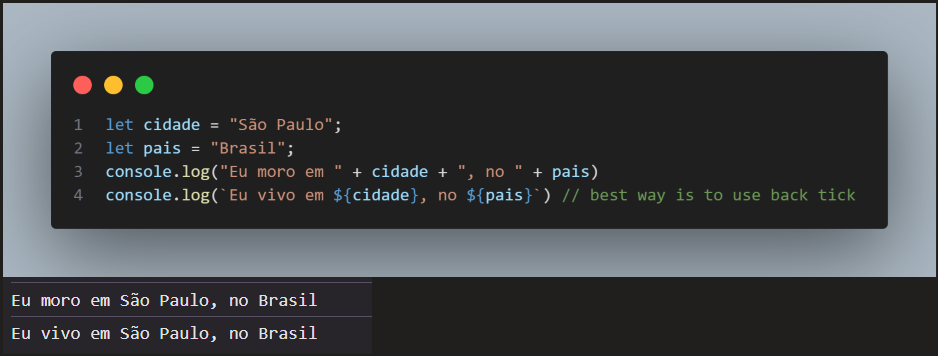 1 let cidade = "São Paulo";
2 let pais = "Brasil";
3 console.log("Eu moro em " + cidade + ", no " + pais)
4 console.log(`Eu vivo em ${cidade}, no ${pais}`) // best way is to use back tick
Eu moro em São Paulo, no Brasil
Eu vivo em São Paulo, no Brasil